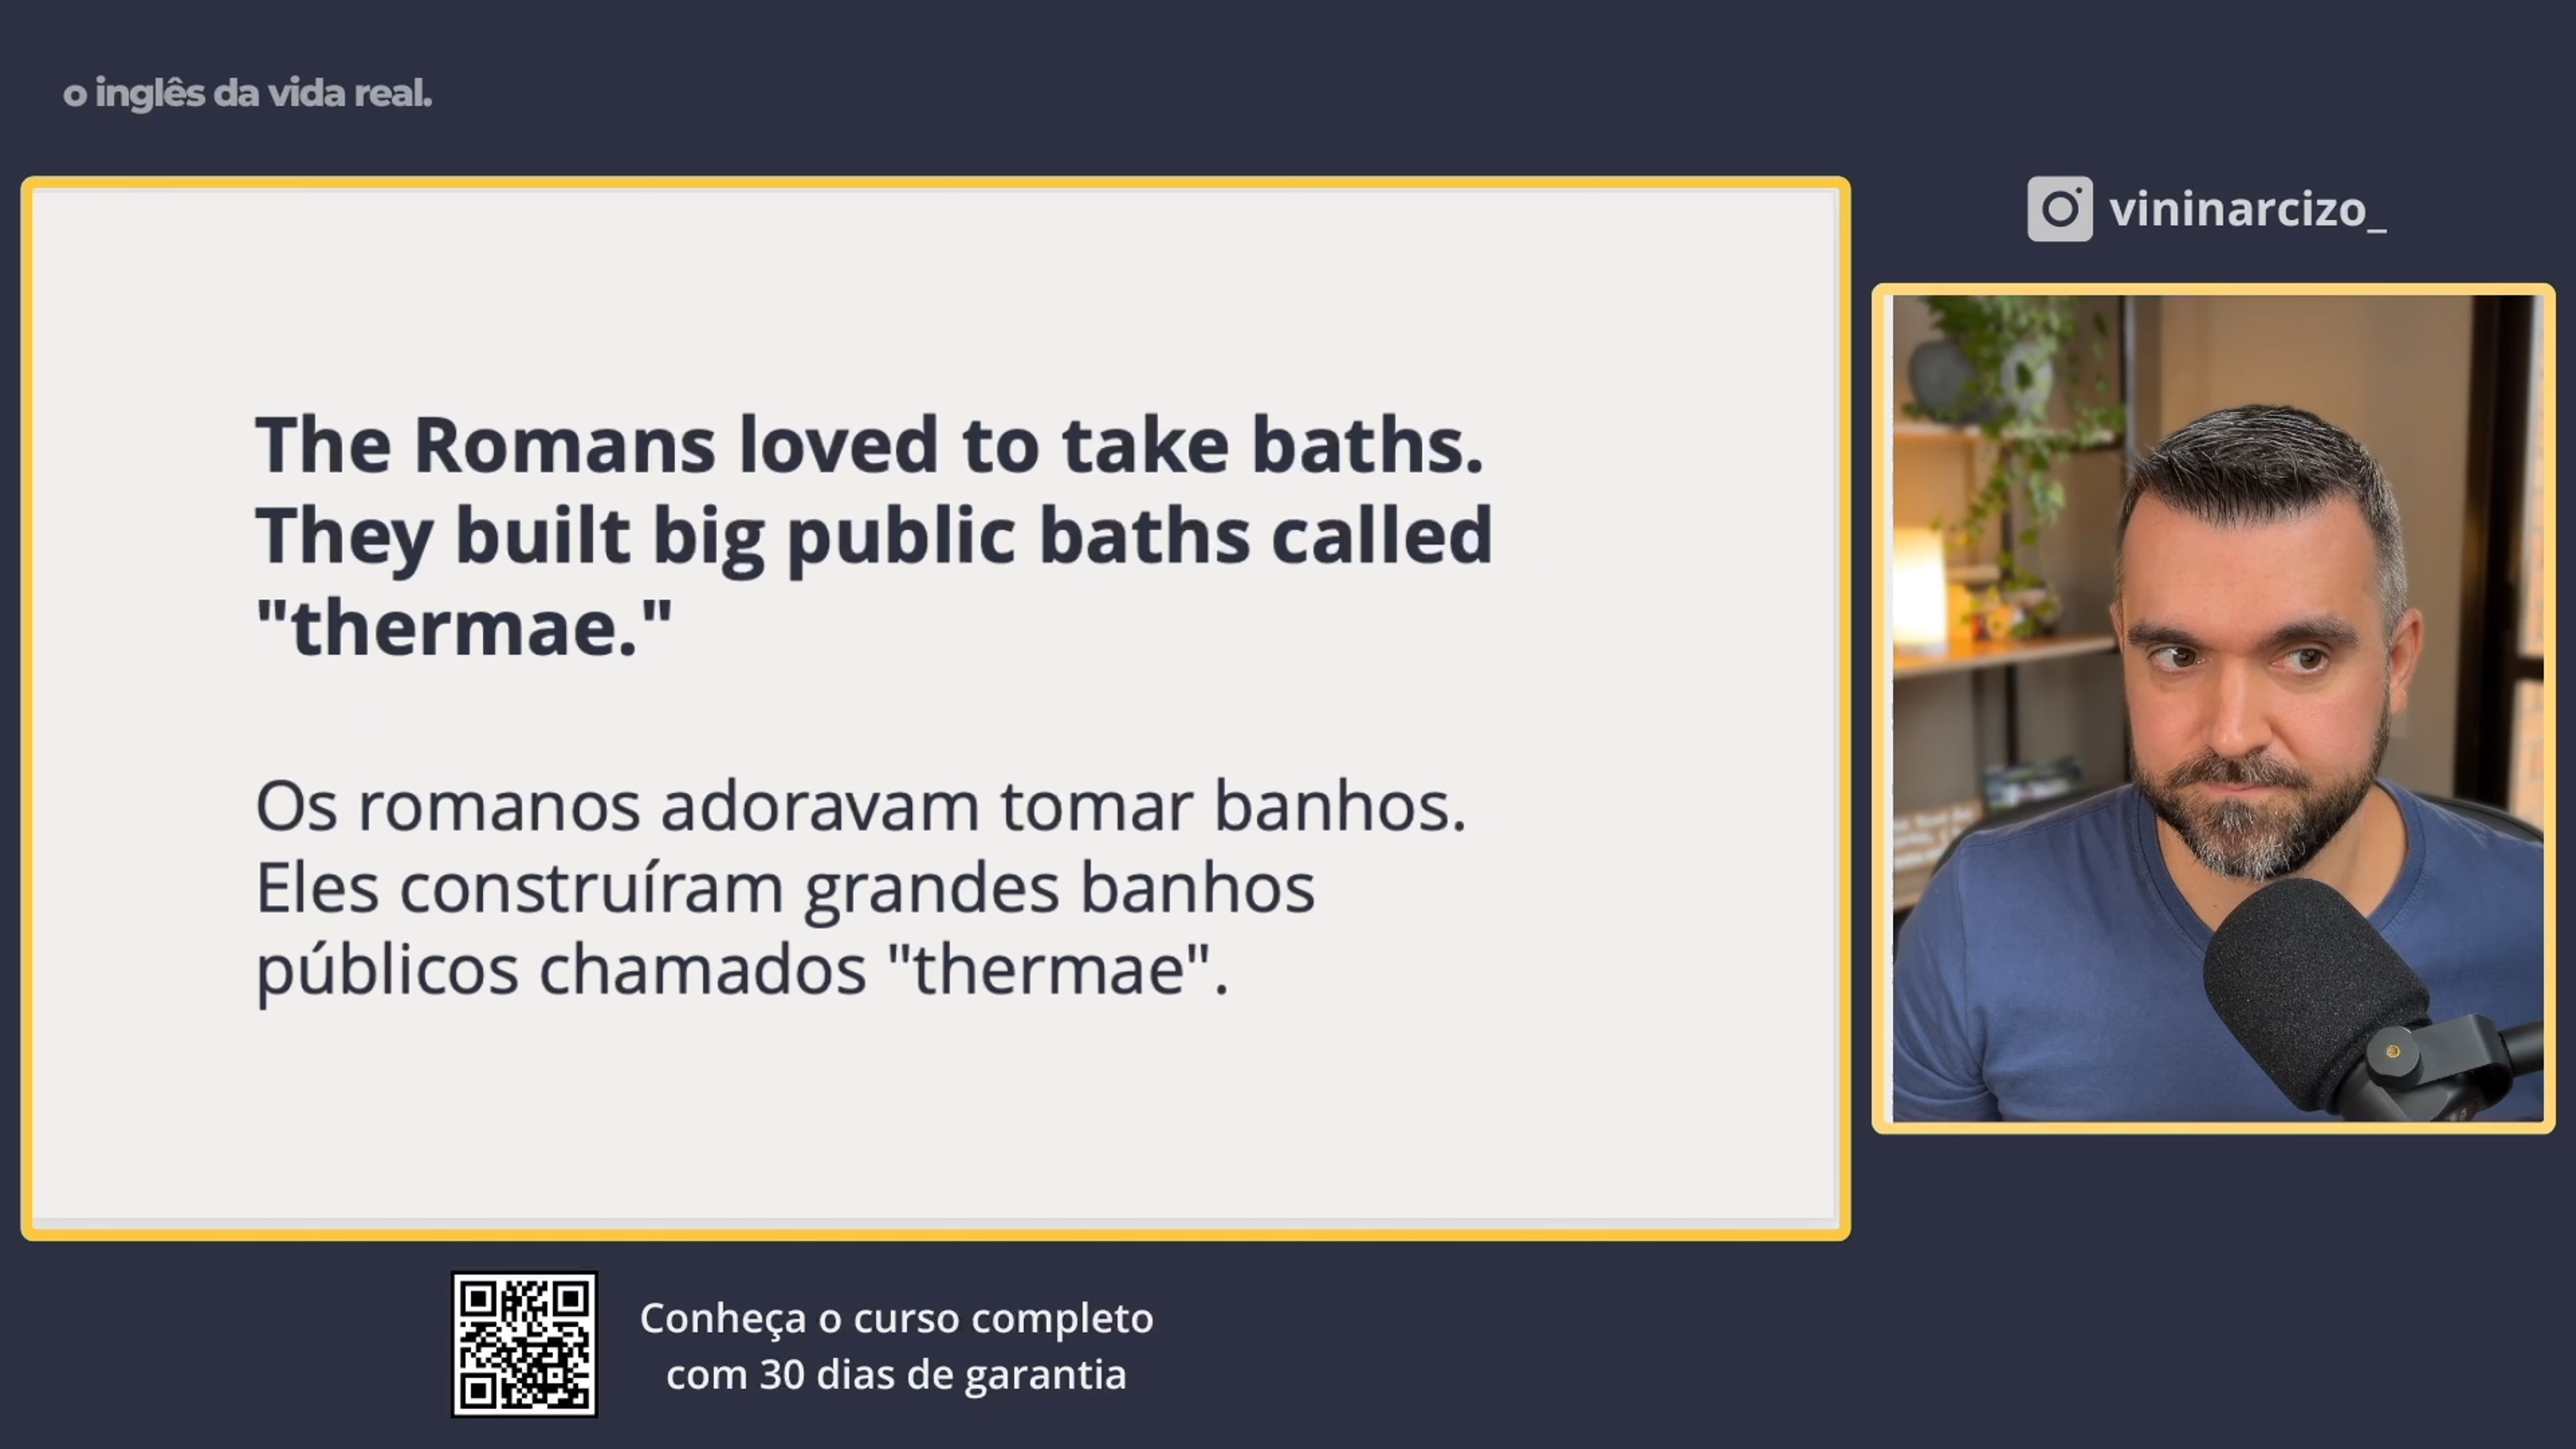 o inglês da vida real.
vininarcizo_
The Romans loved to take baths.
They built big public baths called
"thermae."
Os romanos adoravam tomar banhos.
Eles construíram grandes banhos
públicos chamados "thermae".
Conheça o curso completo
com 30 dias de garantia